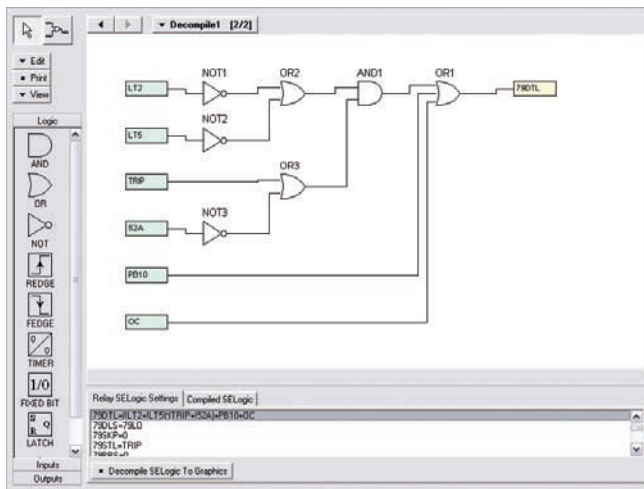 Decompile1 [2/2]
Edit
Print
View
Logic
AND
OR
NOT
REDGE
FEDGE
TIMER
1/0
FIXED BIT
S
R Q
LATCH
Inputs
Outputs
NOT1
OR2
AND1
OR1
LT2
79DTL
NOT2
LT5
OR3
TRIP
NOT3
52A
PB10
OC
Relay SELogic Settings
Compiled SELogic
79DTL=(!LT2+!LT5)*(TRIP+!52A)+PB10+OC
79DLS=79LO
79SKP=0
79STL=TRIP
79BRS=0
Decompile SELogic To Graphics